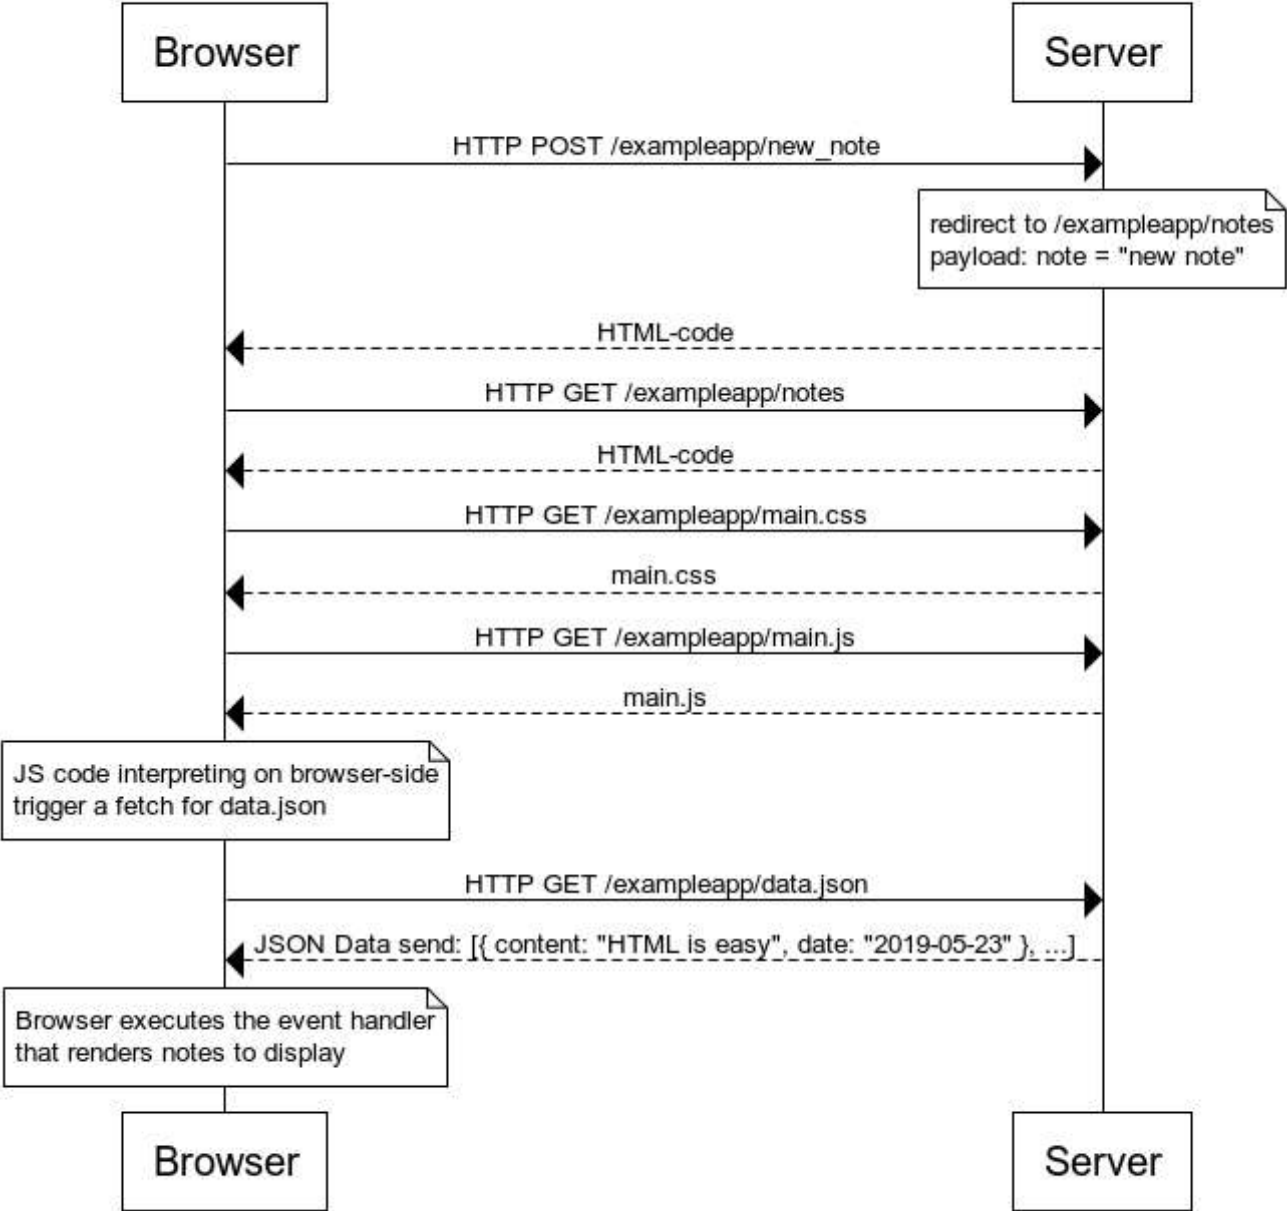 Browser
Server
HTTP POST /exampleapp/new_note
redirect to /exampleapp/notes
payload: note = "new note"
HTML-code
HTTP GET /exampleapp/notes
HTML-code
HTTP GET /exampleapp/main.css
main.css
HTTP GET /exampleapp/main.js
main.js
JS code interpreting on browser-side
trigger a fetch for data.json
HTTP GET /exampleapp/data.json
JSON Data send: [{ content: "HTML is easy", date: "2019-05-23" }, ...]
Browser executes the event handler
that renders notes to display
Browser
Server